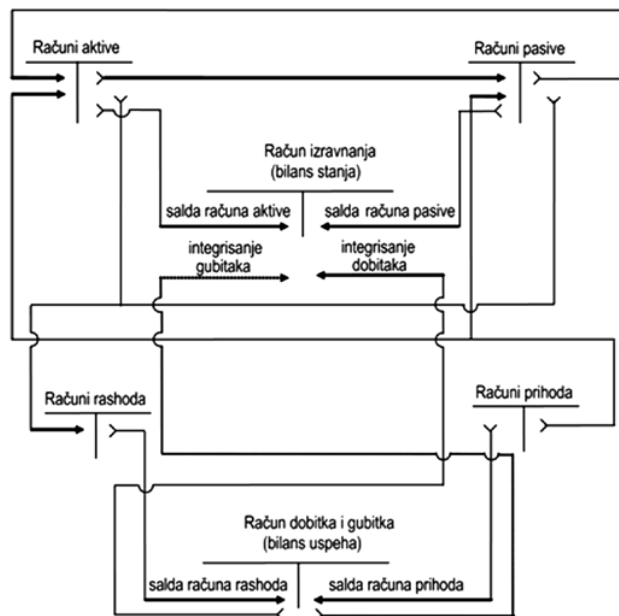 Računi aktive
Računi pasive
Račun izravnanja
(bilans stanja)
salda računa aktive
salda računa pasive
integrisanje
gubitaka
integrisanje
dobitaka
Računi rashoda
Računi prihoda
Račun dobitka i gubitka
(bilans uspeha)
salda računa rashoda
salda računa prihoda